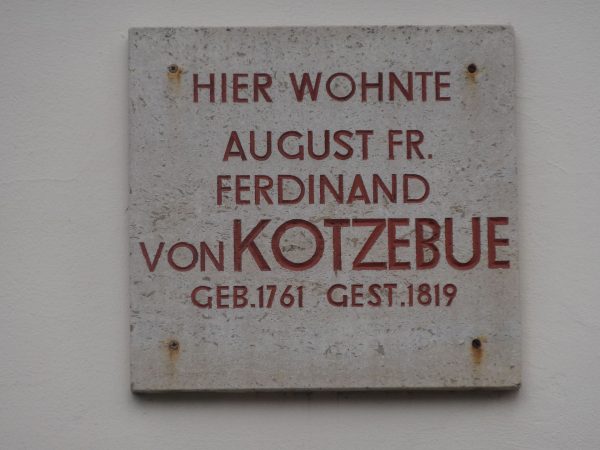 HIER WOHNTE
AUGUST FR.
FERDINAND
VON KOTZEBUE
GEB.1761 GEST.1819